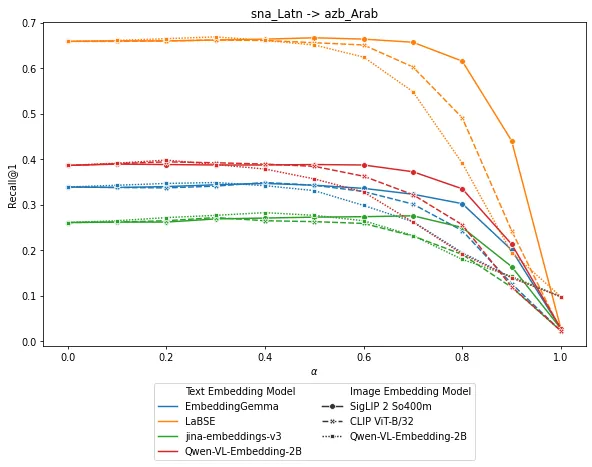 sna_Latn -> azb_Arab
Recall@1
0.7
0.6
0.5
0.4
0.3
0.2
0.1
0.0
0.0 0.2 0.4 0.6 0.8 1.0
α
Text Embedding Model
EmbeddingGemma
LaBSE
jina-embeddings-v3
Qwen-VL-Embedding-2B
Image Embedding Model
SigLIP 2 So400m
CLIP ViT-B/32
Qwen-VL-Embedding-2B